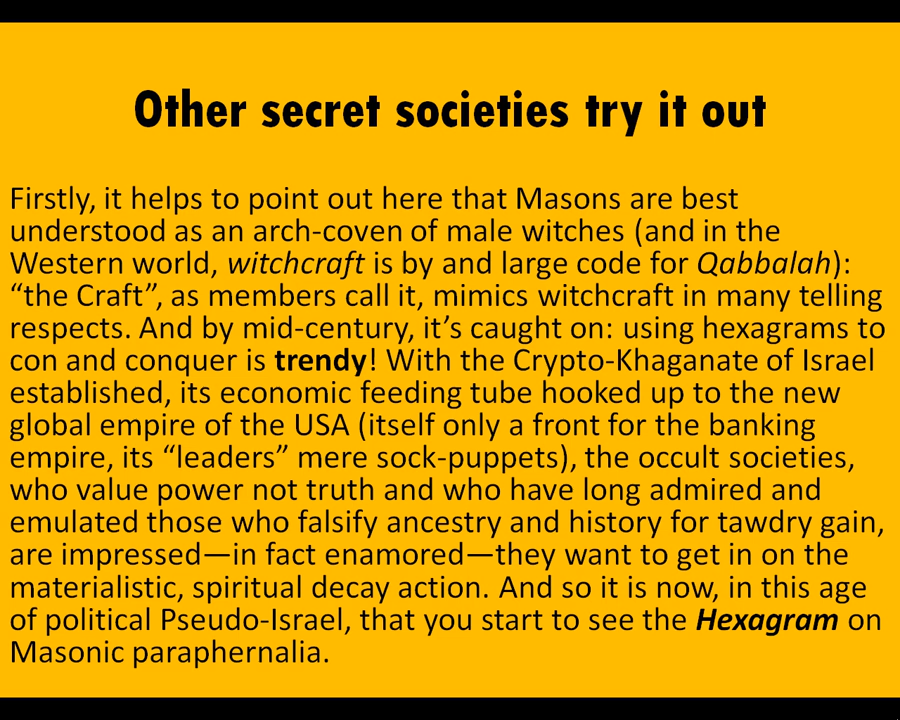 Other secret societies try it out
Firstly, it helps to point out here that Masons are best
understood as an arch-coven of male witches (and in the
Western world, witchcraft is by and large code for Qabbalah):
“the Craft”, as members call it, mimics witchcraft in many telling
respects. And by mid-century, it’s caught on: using hexagrams to
con and conquer is trendy! With the Crypto-Khaganate of Israel
established, its economic feeding tube hooked up to the new
global empire of the USA (itself only a front for the banking
empire, its “leaders” mere sock-puppets), the occult societies,
who value power not truth and who have long admired and
emulated those who falsify ancestry and history for tawdry gain,
are impressed—in fact enamored—they want to get in on the
materialistic, spiritual decay action. And so it is now, in this age
of political Pseudo-Israel, that you start to see the Hexagram on
Masonic paraphernalia.